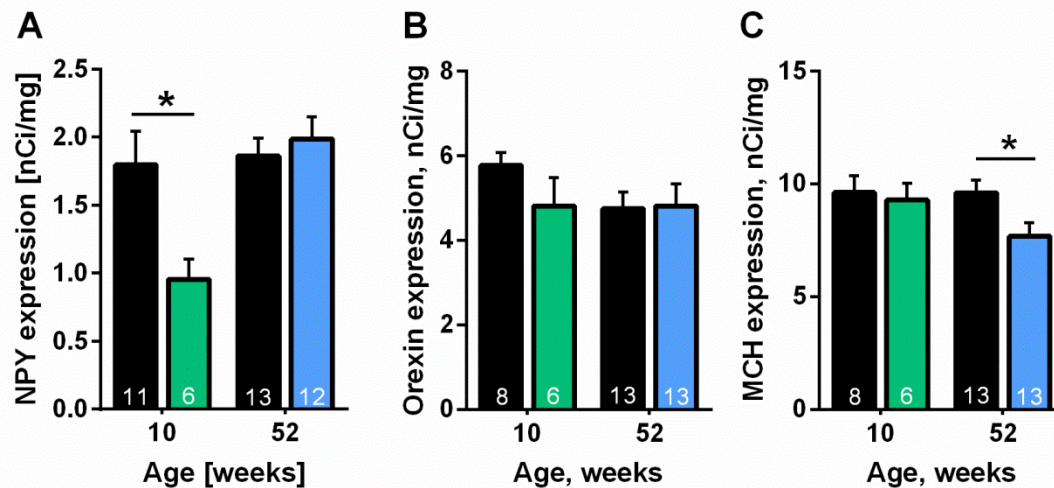 A
NPY expression [nCi/mg]
2.5
2.0
1.5
1.0
0.5
0.0
*
11 6 13 12
10 52
Age [weeks]
B
Orexin expression, nCi/mg
8
6
4
2
0
8 6 13 13
10 52
Age, weeks
C
MCH expression, nCi/mg
15
10
5
0
*
8 6 13 13
10 52
Age, weeks